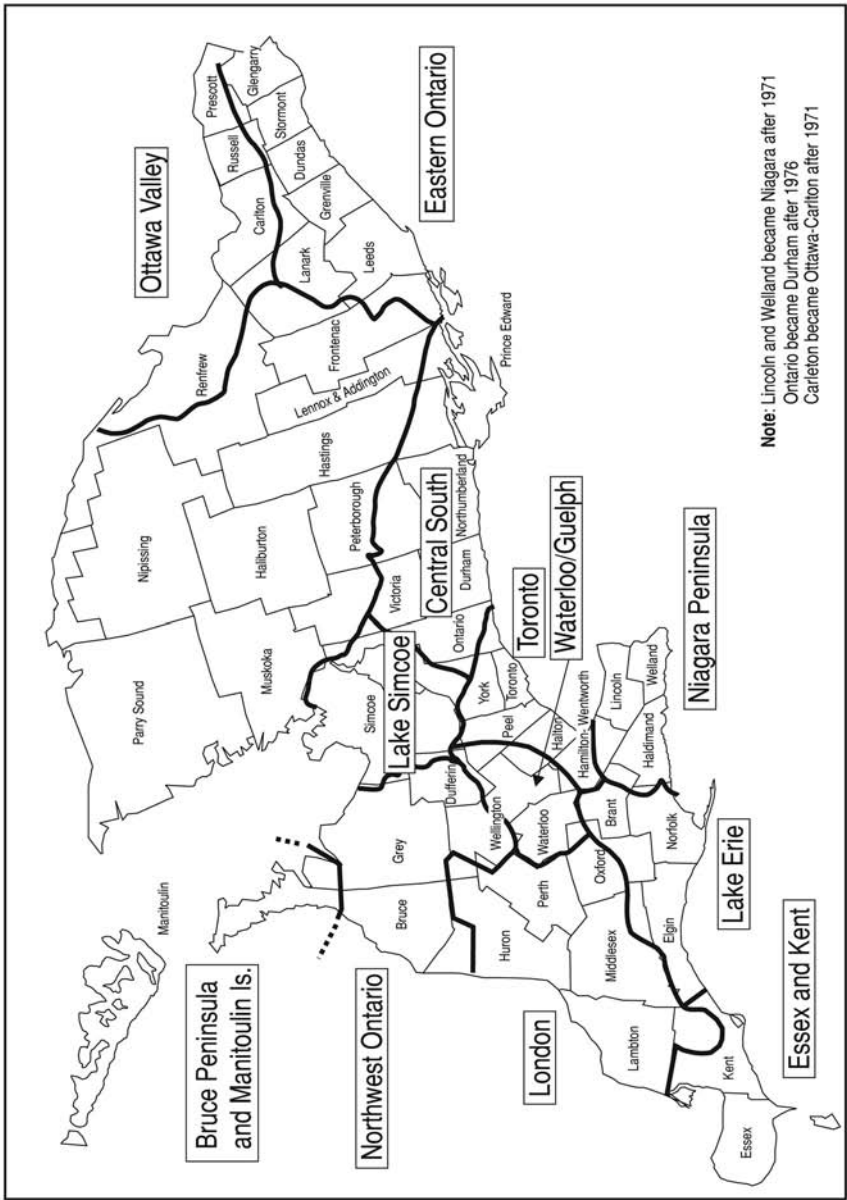 Ottawa Valley
Eastern Ontario
Bruce Peninsula
and Manitoulin Is.
Northwest Ontario
Lake Simcoe
Central South
Toronto
Waterloo/Guelph
Niagara Peninsula
London
Lake Erie
Essex and Kent
Prescott
Glengarry
Russell
Stormont
Dundas
Carlton
Grenville
Lanark
Leeds
Renfrew
Frontenac
Lennox & Addington
Prince Edward
Hastings
Nipissing
Haliburton
Peterborough
Northumberland
Victoria
Durham
Parry Sound
Muskoka
Simcoe
Ontario
York
Toronto
Peel
Halton
Hamilton- Wentworth
Lincoln
Welland
Haldimand
Dufferin
Wellington
Waterloo
Brant
Norfolk
Manitoulin
Grey
Bruce
Huron
Perth
Oxford
Middlesex
Elgin
Lambton
Kent
Essex
Note: Lincoln and Welland became Niagara after 1971
Ontario became Durham after 1976
Carleton became Ottawa-Carlton after 1971